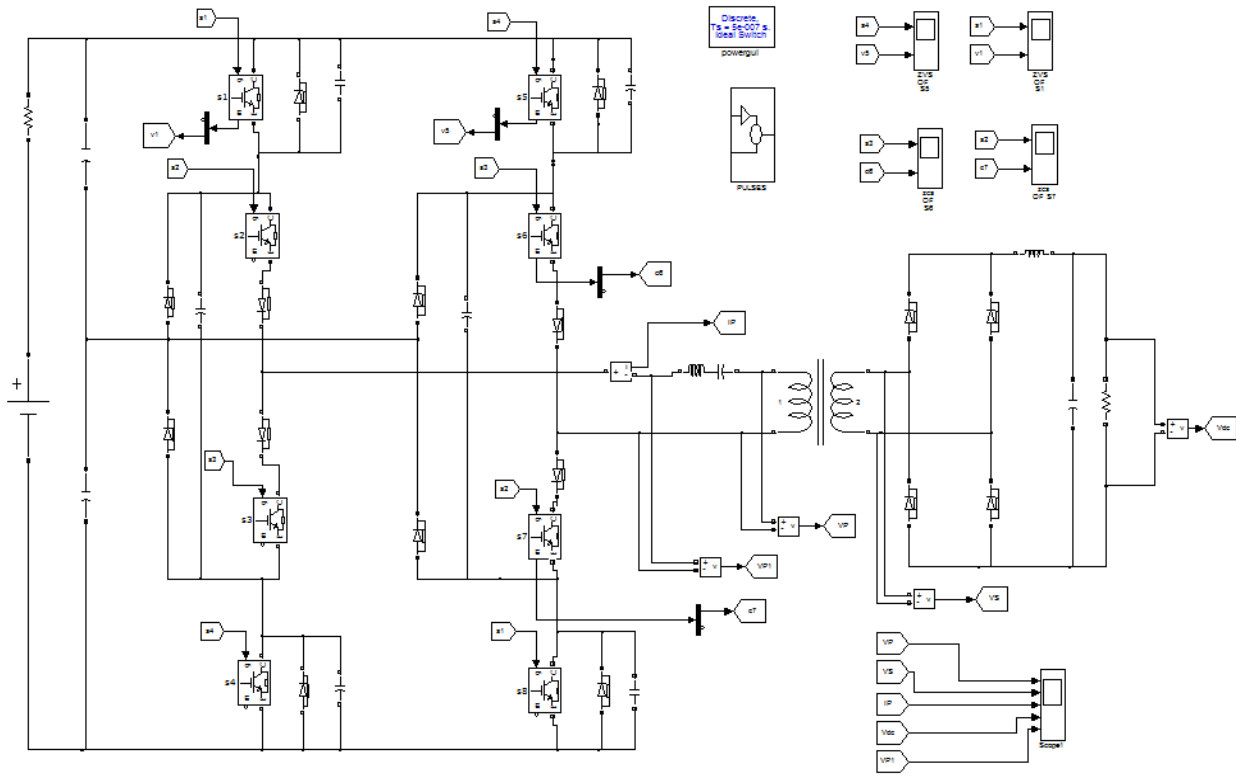 s1
s4
Discrete,
Ts = 5e-007 s.
Ideal Switch
powergui
s4
v5
ZVS
OF
S5
s1
v1
ZVS
OF
S1
g
C
E
s1
v1
g
C
E
s5
v5
PULSES
s3
c6
zcs
OF
S6
s2
c7
zcs
OF S7
s2
s3
g
C
E
s2
g
C
E
s6
c6
IP
+
i
-
+
1
2
+
-
v
Vdc
s3
g
C
E
s3
s2
g
C
E
s7
+
-
v
VP
+
-
v
VP1
+
-
v
VS
c7
s4
g
C
E
s4
s1
g
C
E
s8
VP
VS
IP
Vdc
VP1
Scope1